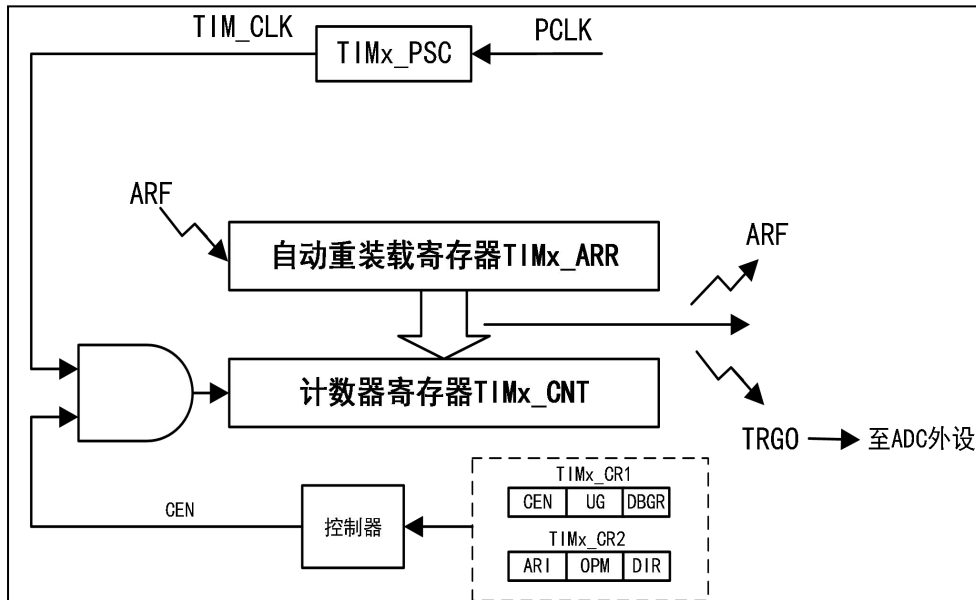 TIM_CLK
TIMx_PSC
PCLK
ARF
自动重装载寄存器TIMx_ARR
ARF
计数器寄存器TIMx_CNT
TRGO
至ADC外设
CEN
控制器
TIMx_CR1
CEN UG DBGR
TIMx_CR2
ARI OPM DIR